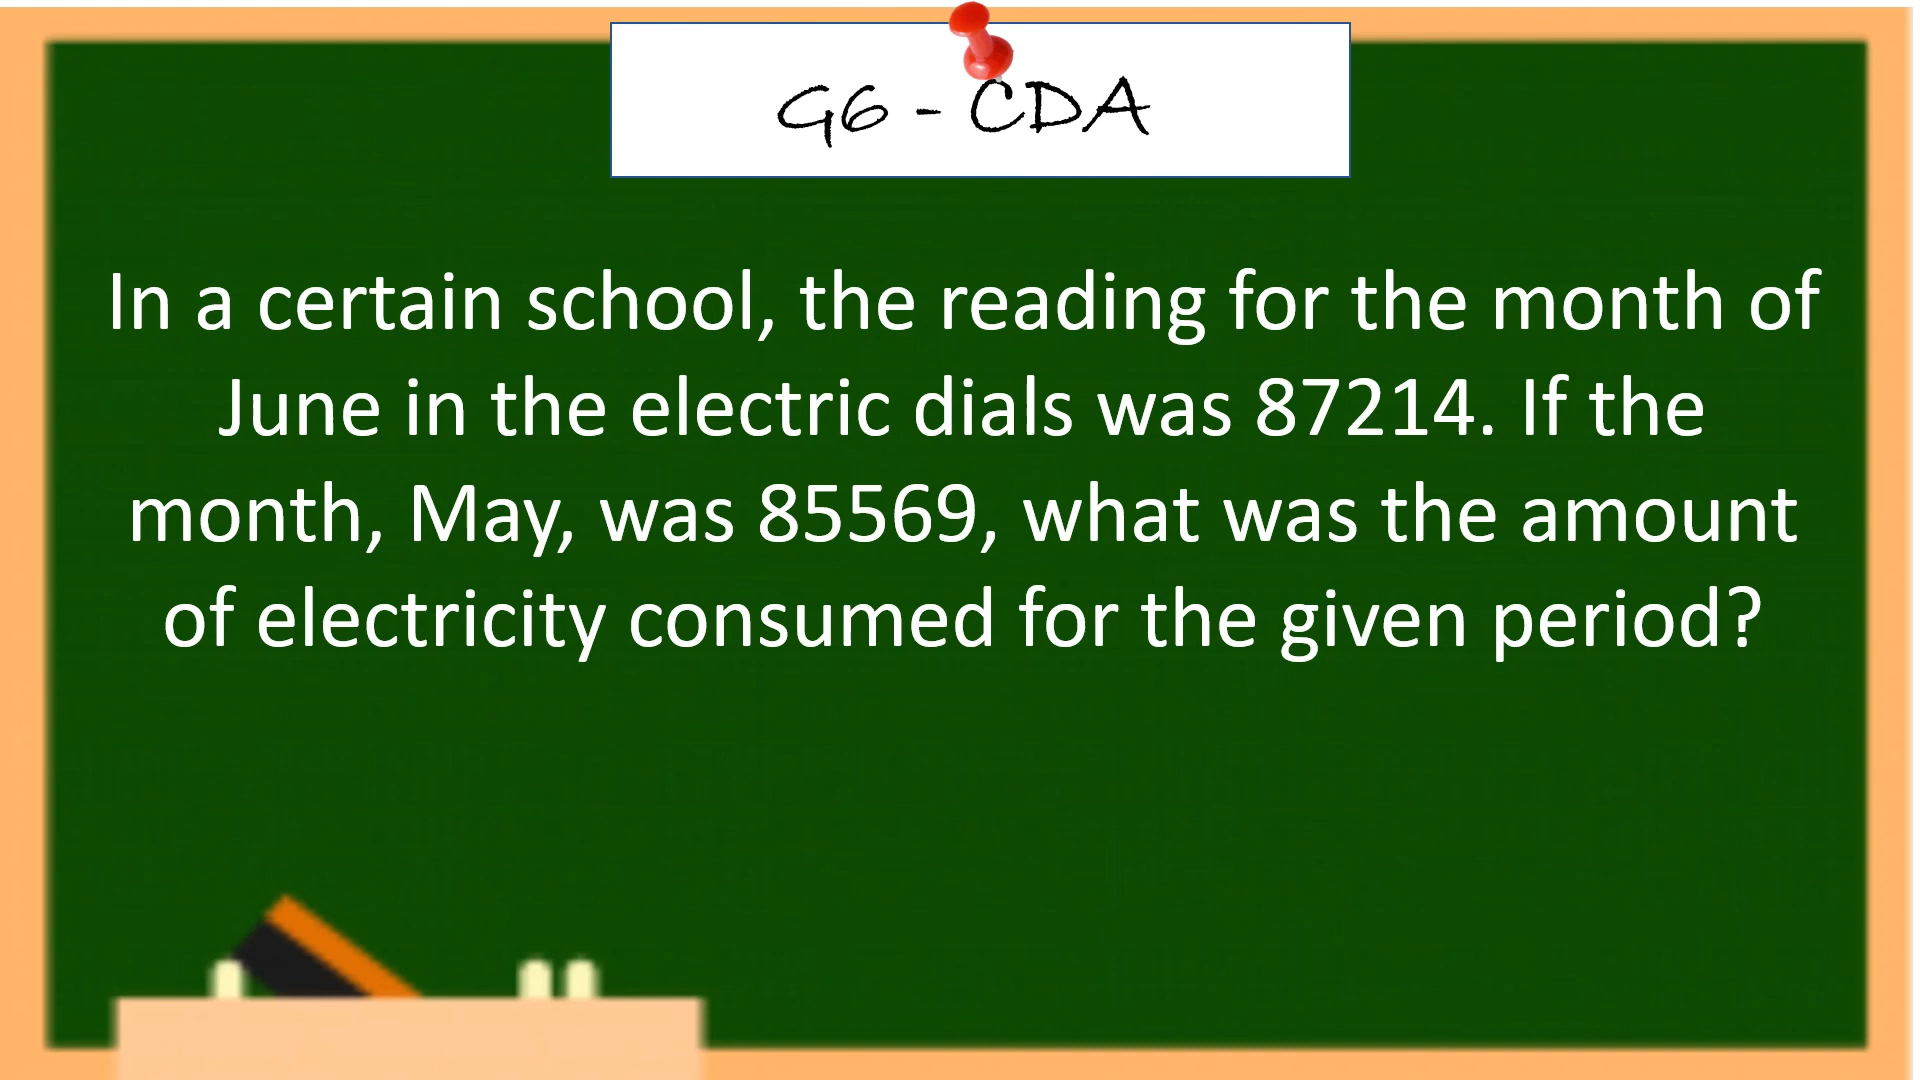 G6 - CDA
In a certain school, the reading for the month of
June in the electric dials was 87214. If the
month, May, was 85569, what was the amount
of electricity consumed for the given period?